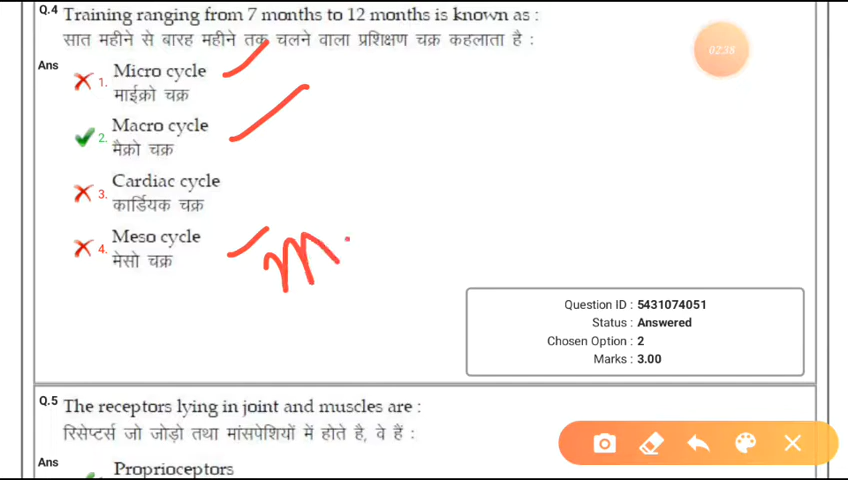 Q.4 Training ranging from 7 months to 12 months is known as :
सात महीने से बारह महीने तक चलने वाला प्रशिक्षण चक्र कहलाता है :
02:38
Ans
1. Micro cycle
माईक्रो चक्र
2. Macro cycle
मैक्रो चक्र
3. Cardiac cycle
कार्डियक चक्र
4. Meso cycle
मेसो चक्र
m
Question ID : 5431074051
Status : Answered
Chosen Option : 2
Marks : 3.00
Q.5 The receptors lying in joint and muscles are :
रिसेप्टर्स जो जोड़ो तथा मांसपेशियों में होते है, वे हैं :
Ans
Proprioceptors